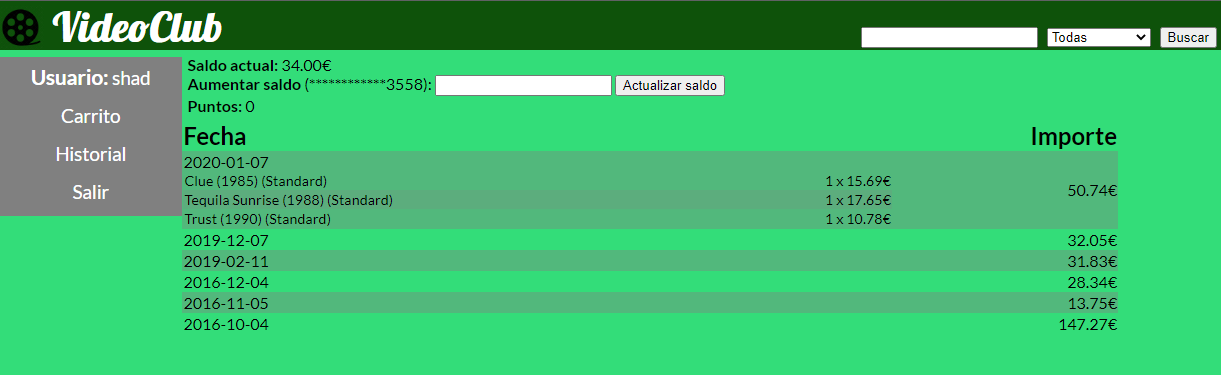 VideoClub
Todas Buscar
Usuario: shad
Carrito
Historial
Salir
Saldo actual: 34.00€
Aumentar saldo (************3558): Actualizar saldo
Puntos: 0
Fecha Importe
2020-01-07
Clue (1985) (Standard) 1 x 15.69€
Tequila Sunrise (1988) (Standard) 1 x 17.65€
Trust (1990) (Standard) 1 x 10.78€
50.74€
2019-12-07 32.05€
2019-02-11 31.83€
2016-12-04 28.34€
2016-11-05 13.75€
2016-10-04 147.27€